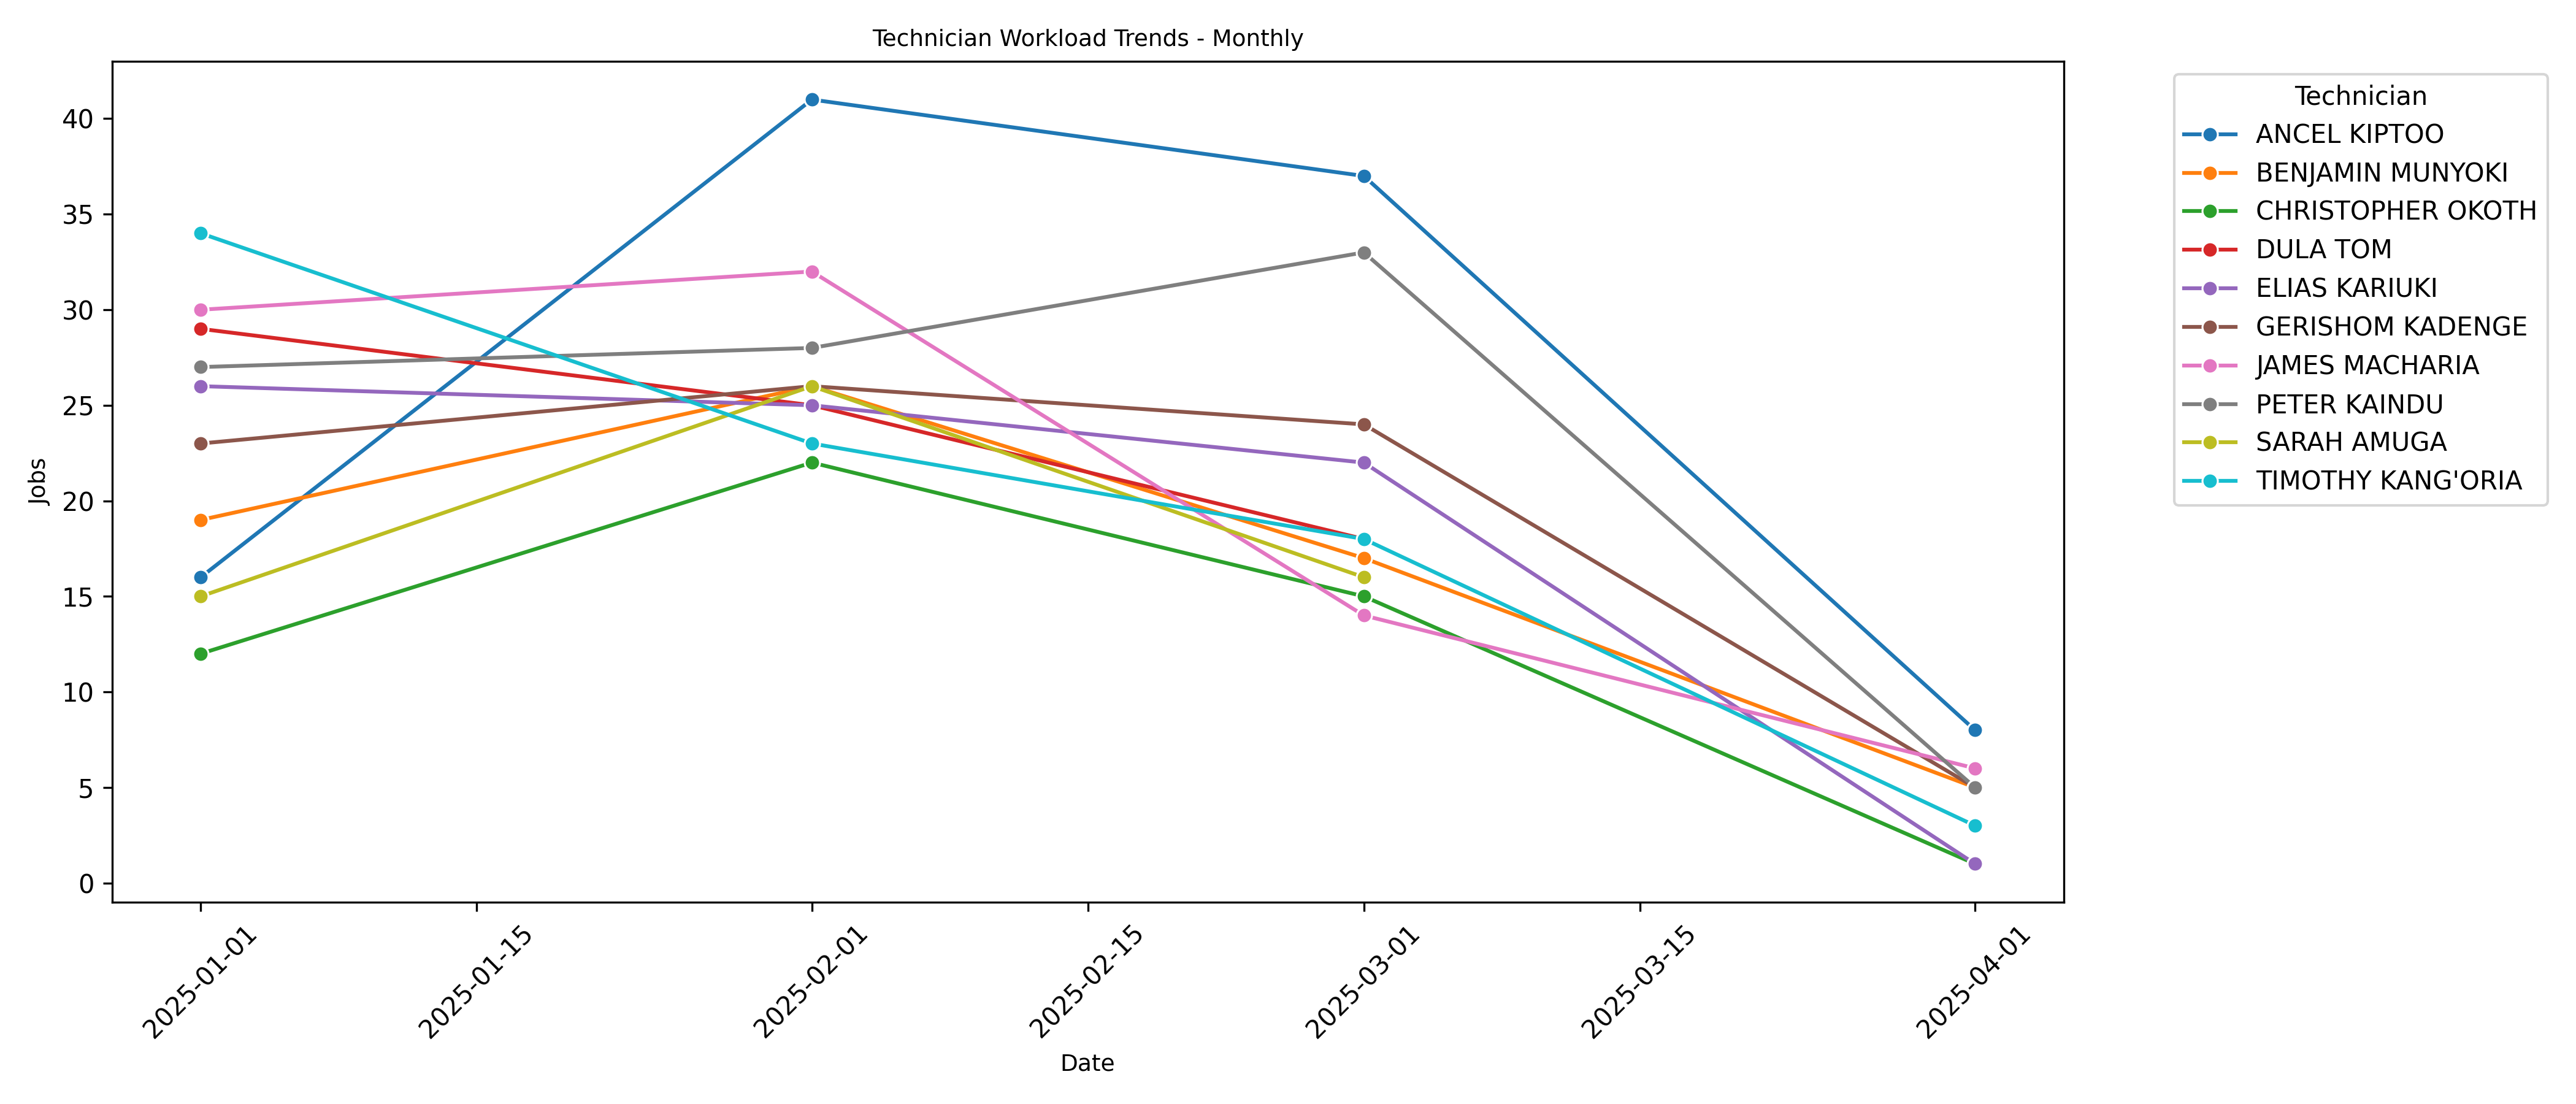 Technician Workload Trends - Monthly
Jobs
40
35
30
25
20
15
10
5
0
2025-01-01
2025-01-15
2025-02-01
2025-02-15
2025-03-01
2025-03-15
2025-04-01
Date
Technician
ANCEL KIPTOO
BENJAMIN MUNYOKI
CHRISTOPHER OKOTH
DULA TOM
ELIAS KARIUKI
GERISHOM KADENGE
JAMES MACHARIA
PETER KAINDU
SARAH AMUGA
TIMOTHY KANG'ORIA